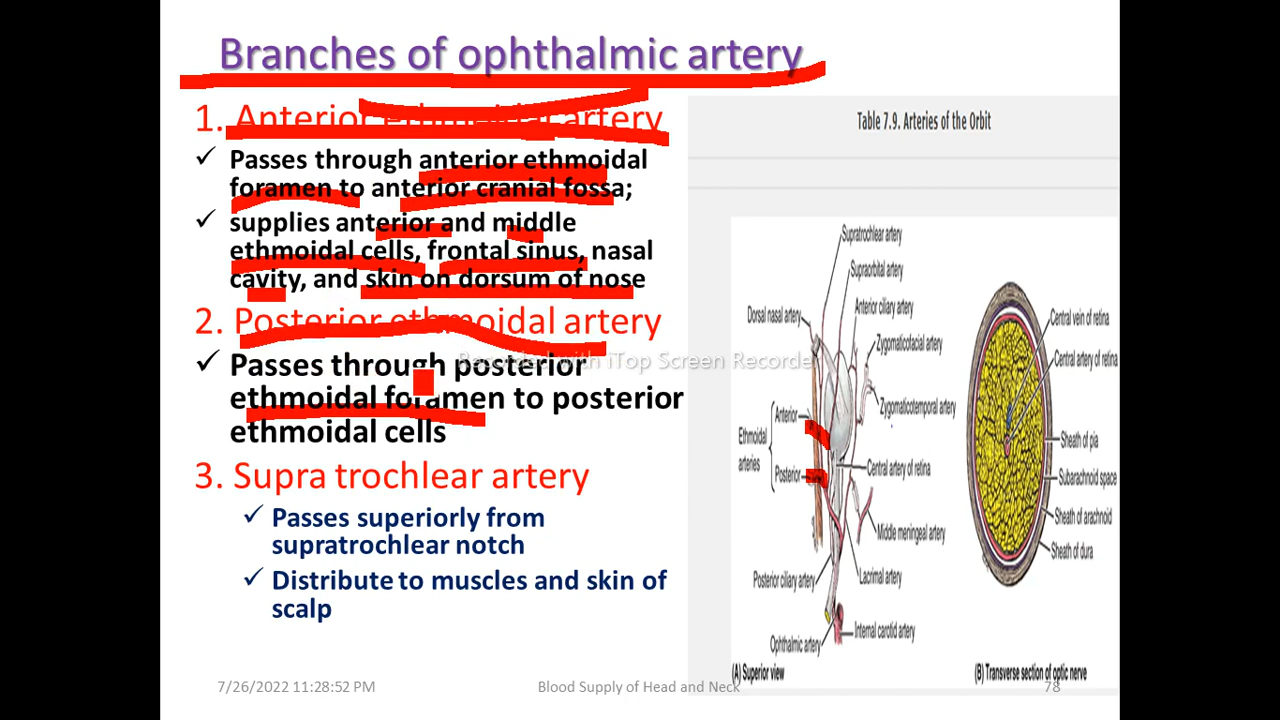 Branches of ophthalmic artery
1. Anterior ethmoidal artery
✓ Passes through anterior ethmoidal
foramen to anterior cranial fossa;
✓ supplies anterior and middle
ethmoidal cells, frontal sinus, nasal
cavity, and skin on dorsum of nose
2. Posterior ethmoidal artery
✓ Passes through posterior
ethmoidal foramen to posterior
ethmoidal cells
3. Supra trochlear artery
✓ Passes superiorly from
supratrochlear notch
✓ Distribute to muscles and skin of
scalp
Recorded with iTop Screen Recorder
Table 7.9. Arteries of the Orbit
Supratrochlear artery
Supraorbital artery
Anterior ciliary artery
Dorsal nasal artery
Zygomaticofacial artery
Zygomaticotemporal artery
Anterior
Ethmoidal
arteries
Posterior
Central artery of retina
Middle meningeal artery
Posterior ciliary artery
Lacrimal artery
Ophthalmic artery
Internal carotid artery
(A) Superior view
Central vein of retina
Central artery of retina
Sheath of pia
Subarachnoid space
Sheath of arachnoid
Sheath of dura
(B) Transverse section of optic nerve
7/26/2022 11:28:52 PM
Blood Supply of Head and Neck
78